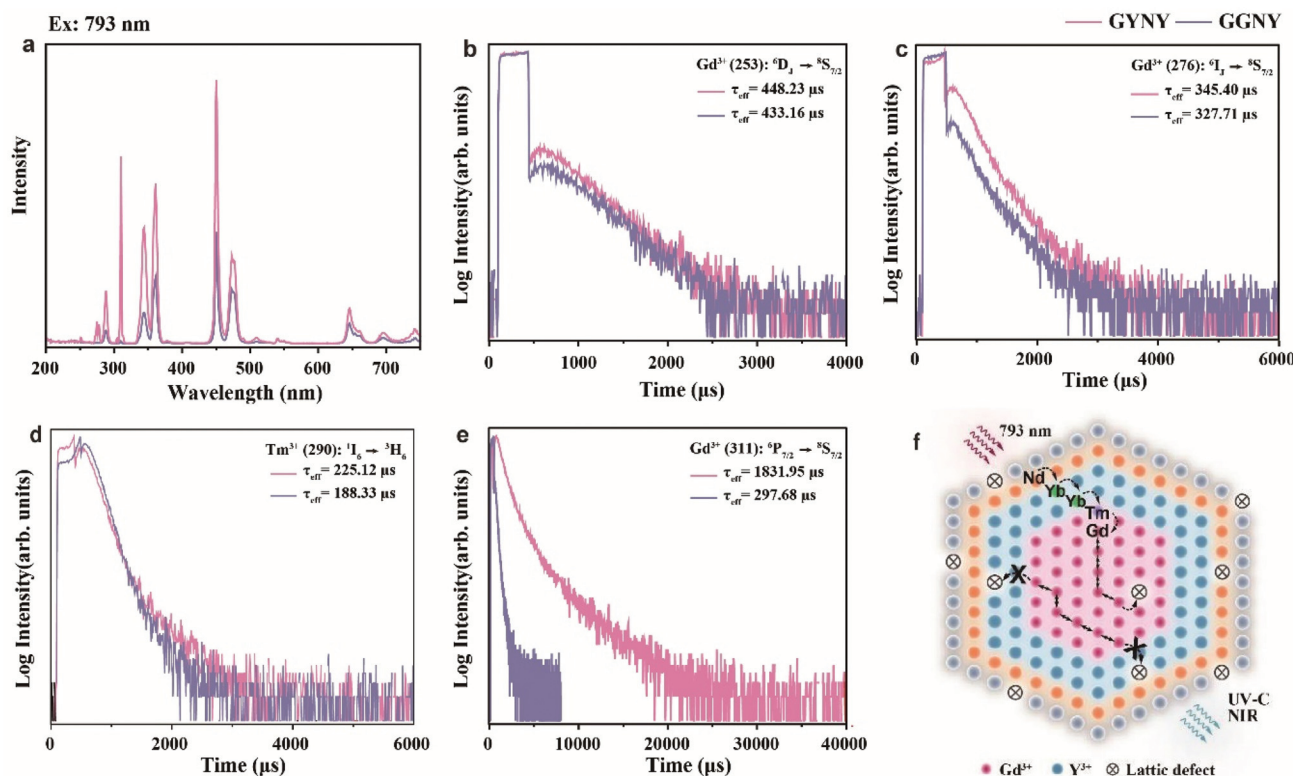 Ex: 793 nm
GYNY GGNY
a
Intensity
200 300 400 500 600 700
Wavelength (nm)
b
Gd³⁺ (253): ⁶D_J → ⁸S_7/2
τ_eff= 448.23 μs
τ_eff= 433.16 μs
Log Intensity(arb. units)
0 1000 2000 3000 4000
Time (μs)
c
Gd³⁺ (276): ⁶I_J → ⁸S_7/2
τ_eff= 345.40 μs
τ_eff= 327.71 μs
Log Intensity(arb. units)
0 2000 4000 6000
Time (μs)
d
Tm³⁺ (290): ¹I_6 → ³H_6
τ_eff= 225.12 μs
τ_eff= 188.33 μs
Log Intensity (arb. units)
0 2000 4000 6000
Time (μs)
e
Gd³⁺ (311): ⁶P_7/2 → ⁸S_7/2
τ_eff= 1831.95 μs
τ_eff= 297.68 μs
Log Intensity (arb. units)
0 10000 20000 30000 40000
Time (μs)
f
793 nm
Nd
Yb
Yb
Tm
Gd
X
X
UV-C
NIR
Gd³⁺ Y³⁺ Lattic defect